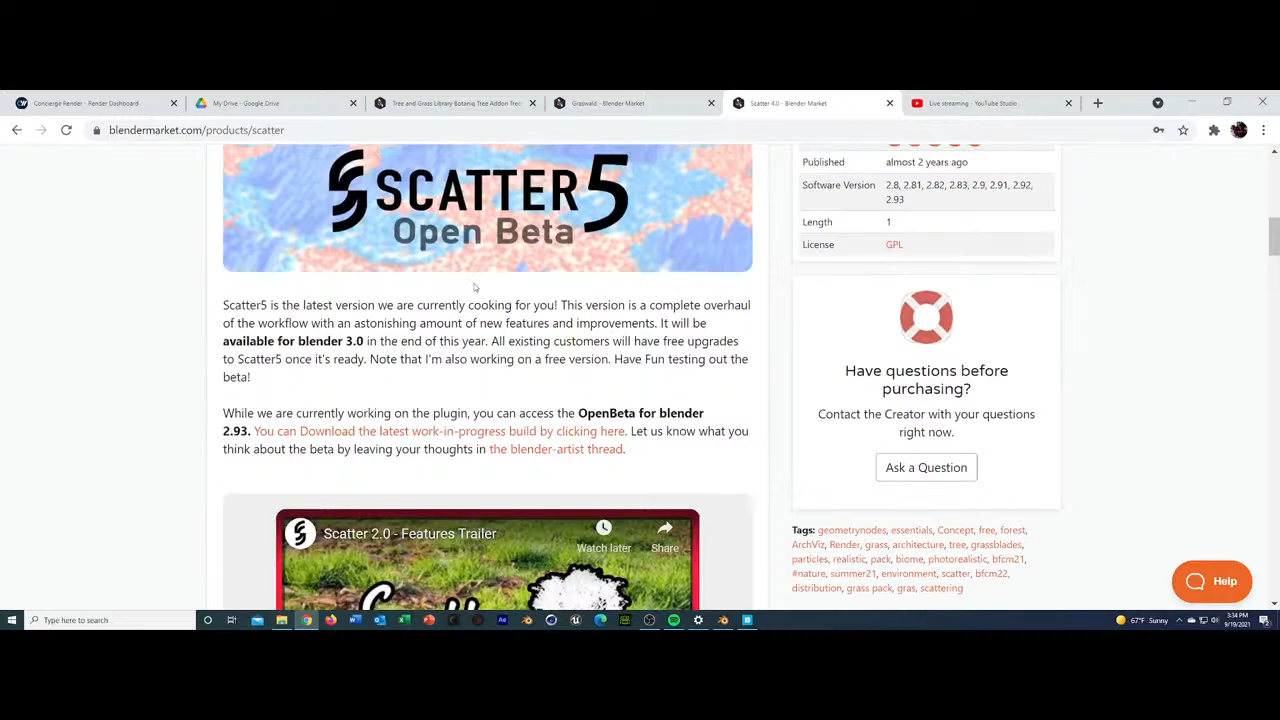 Concierge Render - Render Dashboard
My Drive - Google Drive
Tree and Grass Library Botaniq Tree Addon Tree
Graswald - Blender Market
Scatter 4.0 - Blender Market
Live streaming - YouTube Studio
blendermarket.com/products/scatter
SCATTER 5
Open Beta
Scatter5 is the latest version we are currently cooking for you! This version is a complete overhaul
of the workflow with an astonishing amount of new features and improvements. It will be
available for blender 3.0 in the end of this year. All existing customers will have free upgrades
to Scatter5 once it's ready. Note that I'm also working on a free version. Have Fun testing out the
beta!
While we are currently working on the plugin, you can access the OpenBeta for blender
2.93. You can Download the latest work-in-progress build by clicking here. Let us know what you
think about the beta by leaving your thoughts in the blender-artist thread.
Scatter 2.0 - Features Trailer
Watch later
Share
Published almost 2 years ago
Software Version 2.8, 2.81, 2.82, 2.83, 2.9, 2.91, 2.92,
2.93
Length 1
License GPL
Have questions before
purchasing?
Contact the Creator with your questions
right now.
Ask a Question
Tags: geometrynodes, essentials, Concept, free, forest,
ArchViz, Render, grass, architecture, tree, grassblades,
particles, realistic, pack, biome, photorealistic, bfcm21,
#nature, summer21, environment, scatter, bfcm22,
distribution, grass pack, gras, scattering
Help
Type here to search
67°F Sunny
3:34 PM
9/19/2021